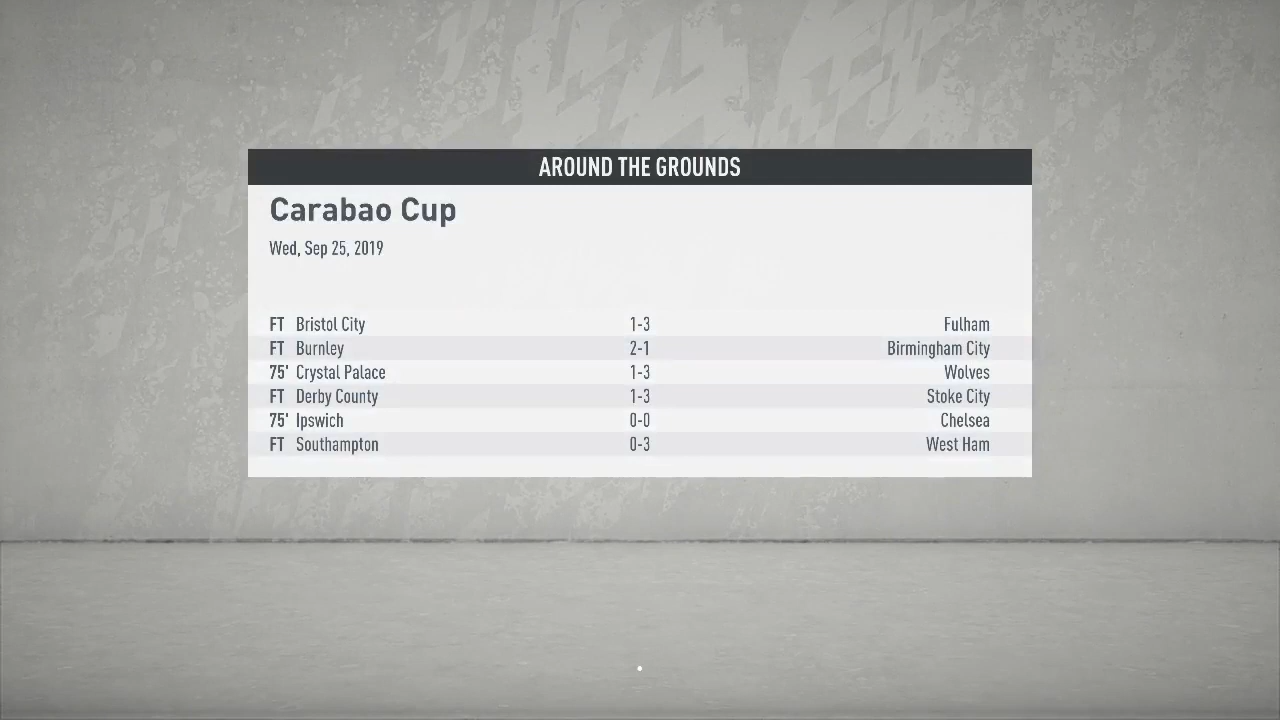 AROUND THE GROUNDS
Carabao Cup
Wed, Sep 25, 2019
FT Bristol City 1-3 Fulham
FT Burnley 2-1 Birmingham City
75' Crystal Palace 1-3 Wolves
FT Derby County 1-3 Stoke City
75' Ipswich 0-0 Chelsea
FT Southampton 0-3 West Ham